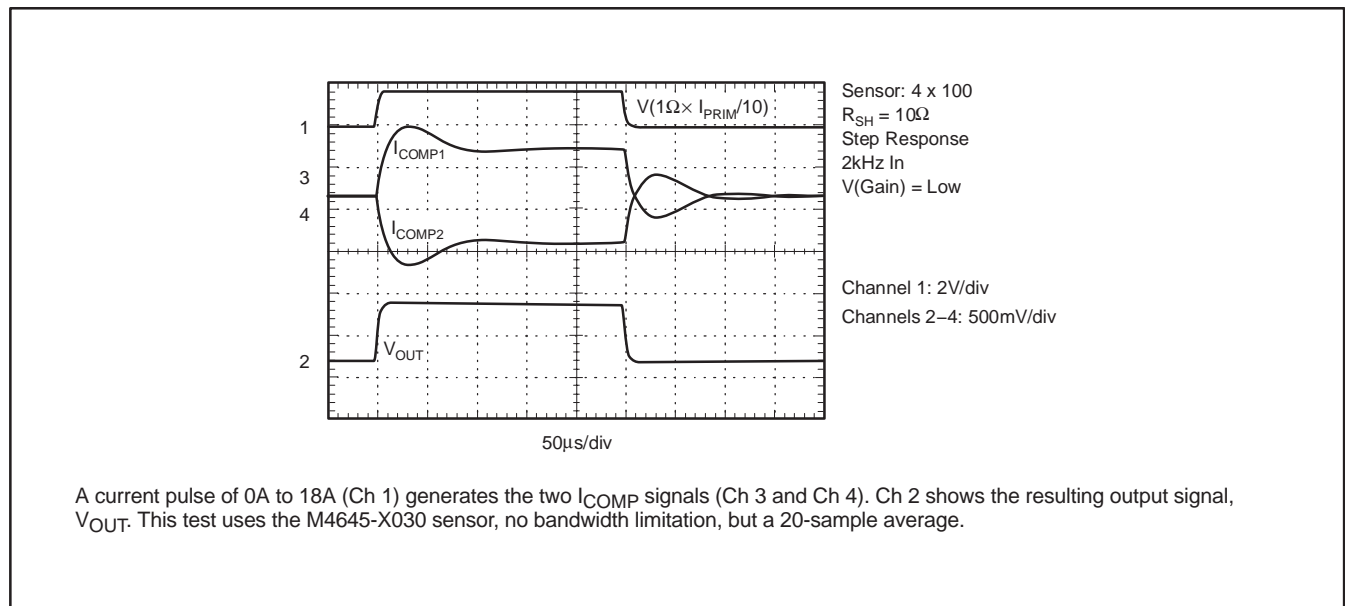 V(1Ω× I_PRIM/10)
1
I_COMP1
3
4
I_COMP2
V_OUT
2
50μs/div
Sensor: 4 x 100
R_SH = 10Ω
Step Response
2kHz In
V(Gain) = Low
Channel 1: 2V/div
Channels 2−4: 500mV/div
A current pulse of 0A to 18A (Ch 1) generates the two I_COMP signals (Ch 3 and Ch 4). Ch 2 shows the resulting output signal,
V_OUT. This test uses the M4645-X030 sensor, no bandwidth limitation, but a 20-sample average.